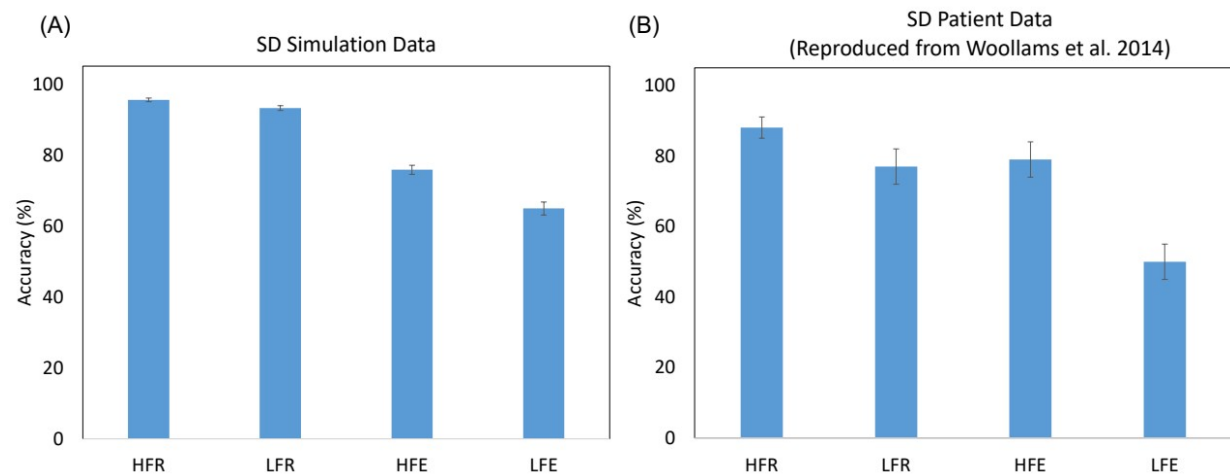 (A)
SD Simulation Data
Accuracy (%)
100
80
60
40
20
0
HFR LFR HFE LFE
(B)
SD Patient Data
(Reproduced from Woollams et al. 2014)
Accuracy (%)
100
80
60
40
20
0
HFR LFR HFE LFE